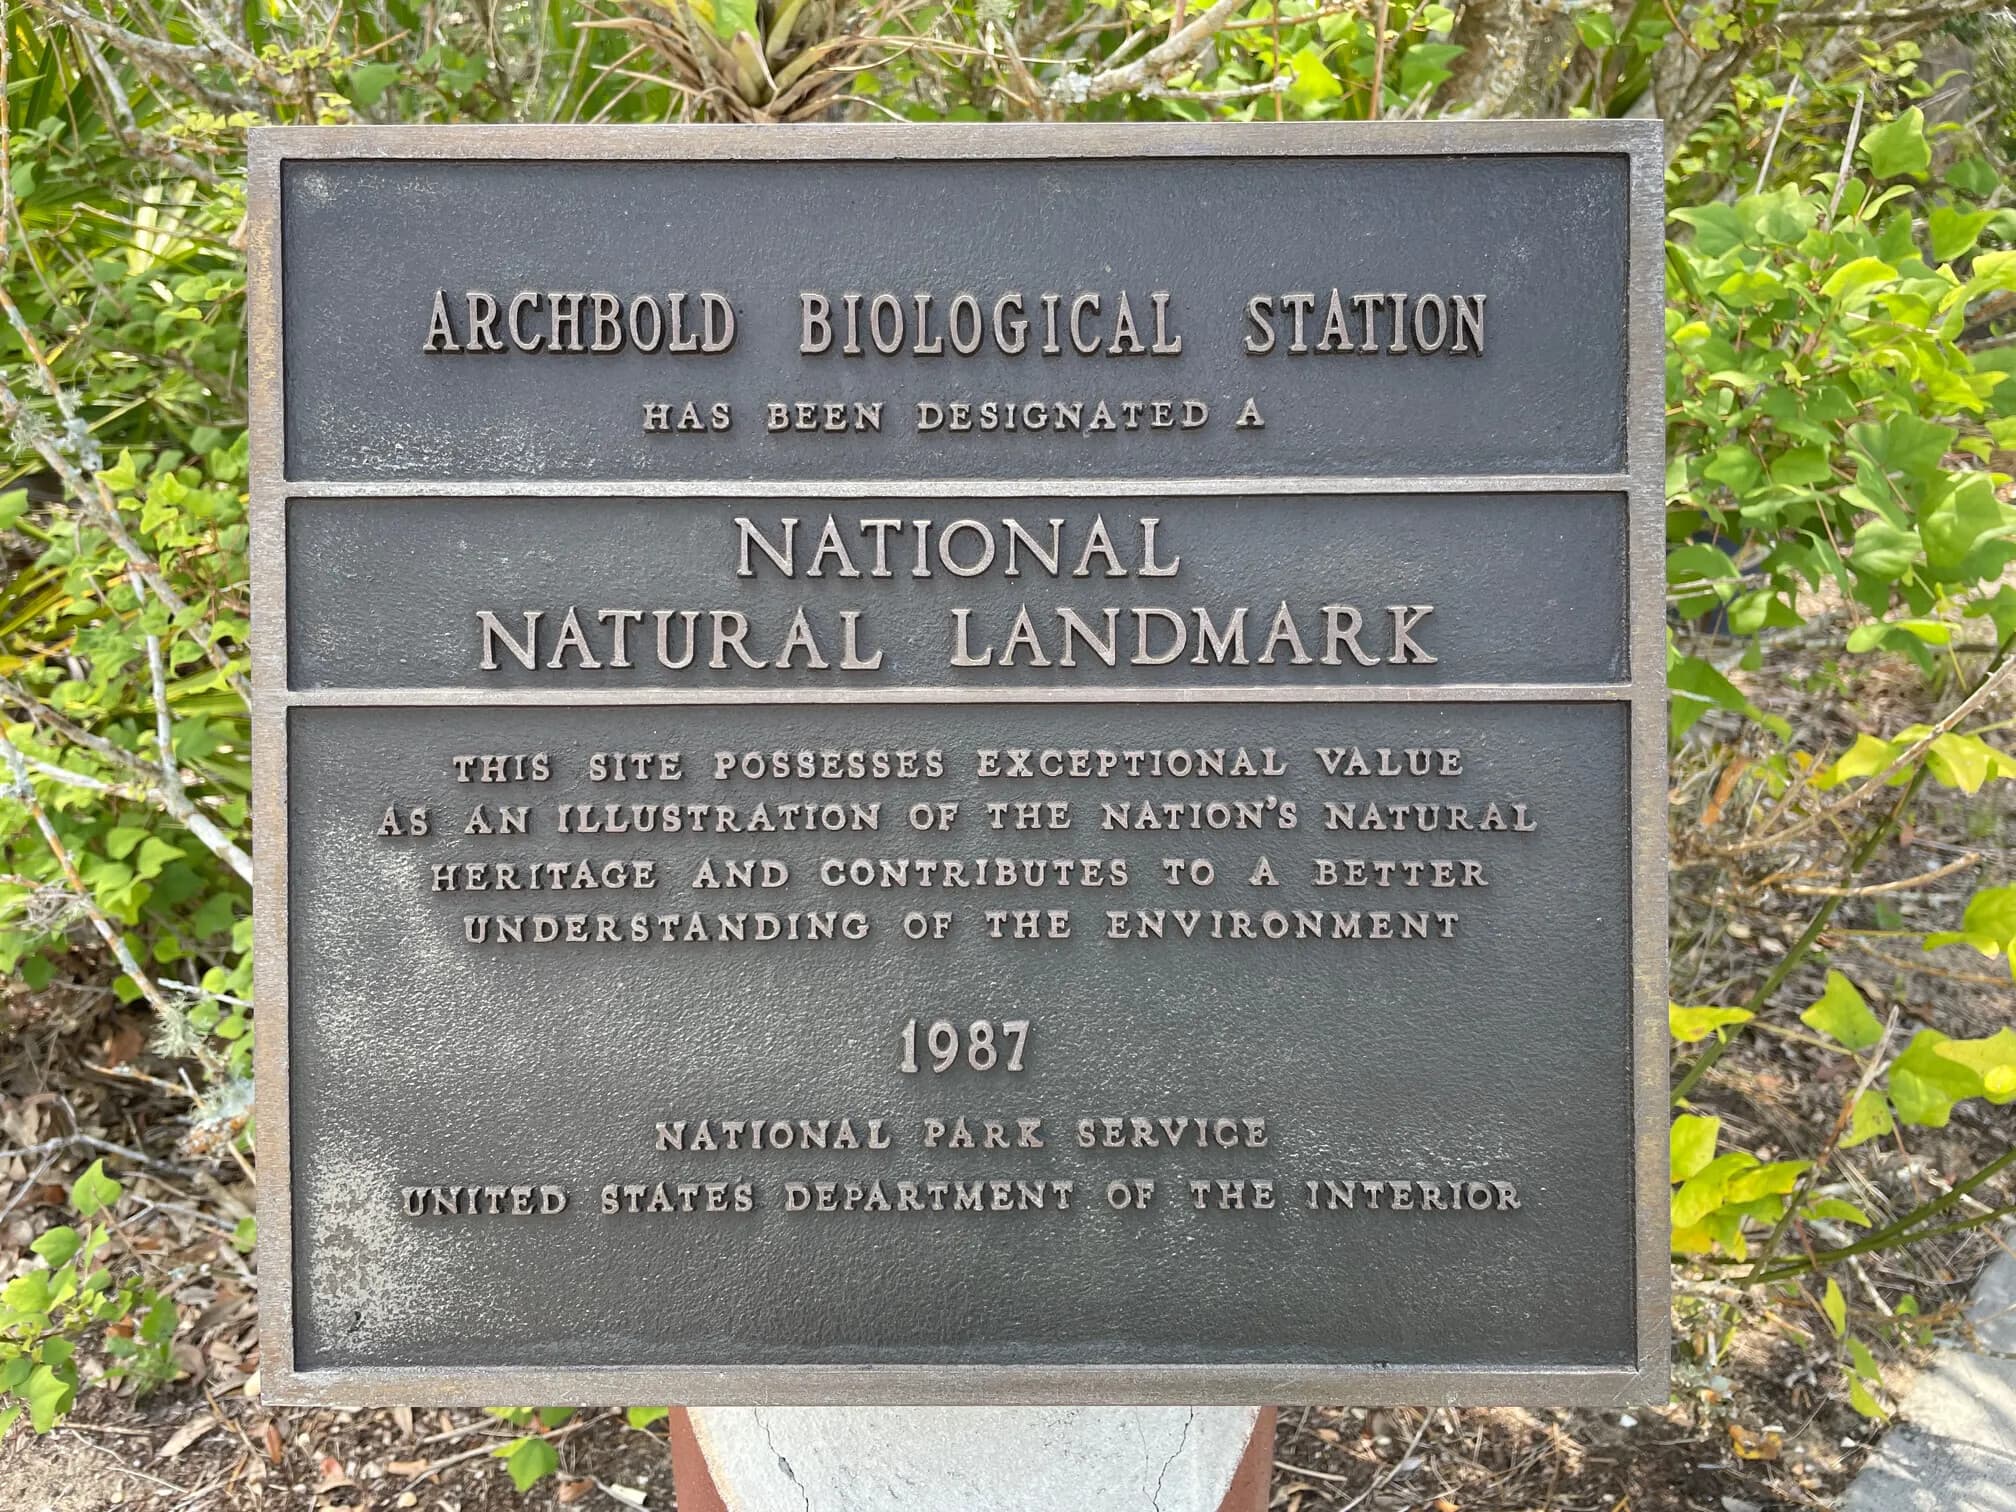 ARCHBOLD BIOLOGICAL STATION
HAS BEEN DESIGNATED A
NATIONAL
NATURAL LANDMARK
THIS SITE POSSESSES EXCEPTIONAL VALUE
AS AN ILLUSTRATION OF THE NATION'S NATURAL
HERITAGE AND CONTRIBUTES TO A BETTER
UNDERSTANDING OF THE ENVIRONMENT
1987
NATIONAL PARK SERVICE
UNITED STATES DEPARTMENT OF THE INTERIOR